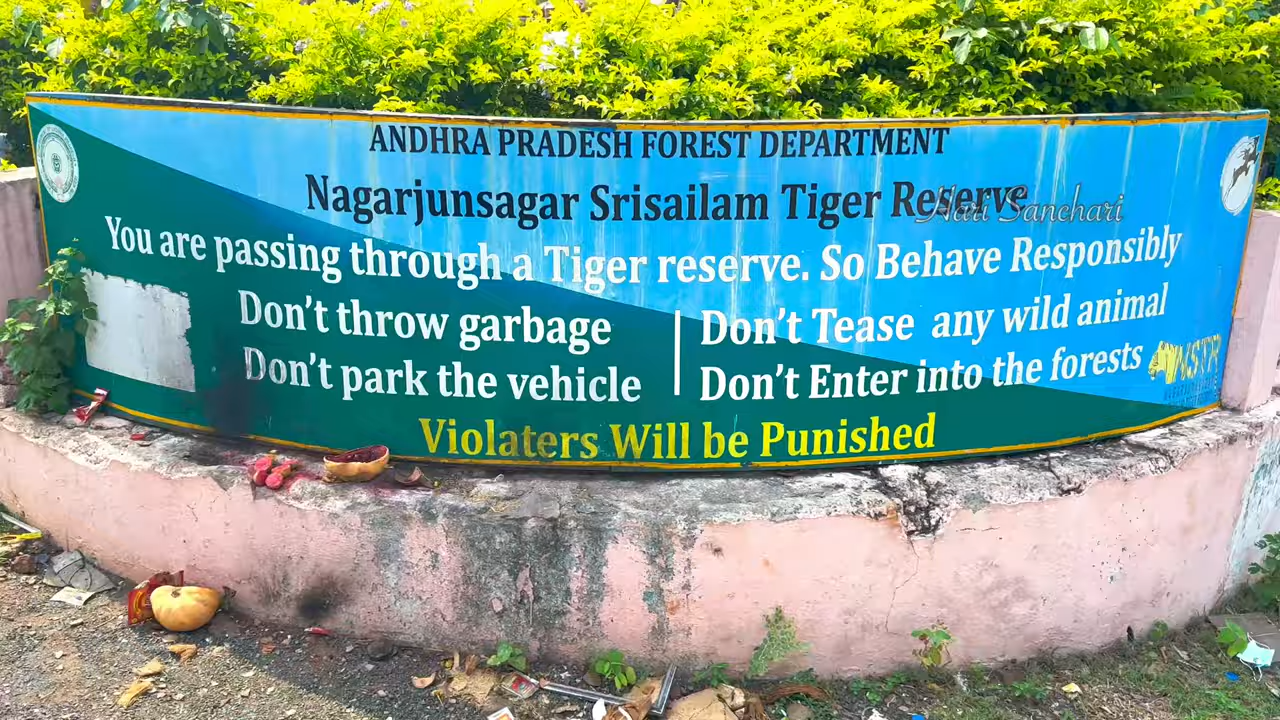 ANDHRA PRADESH FOREST DEPARTMENT
Nagarjunsagar Srisailam Tiger Reserve
Hari Sanchari
You are passing through a Tiger reserve. So Behave Responsibly
Don't throw garbage
Don't park the vehicle
Don't Tease any wild animal
Don't Enter into the forests
NSTR
Violaters Will be Punished